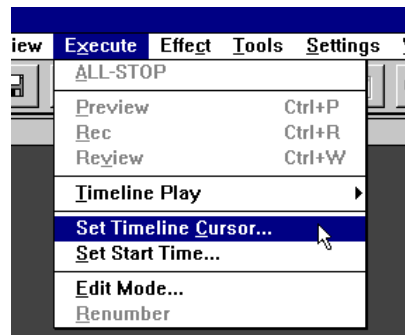 iew Execute Effect Tools Settings
ALL-STOP
Preview Ctrl+P
Rec Ctrl+R
Review Ctrl+W
Timeline Play
Set Timeline Cursor...
Set Start Time...
Edit Mode...
Renumber